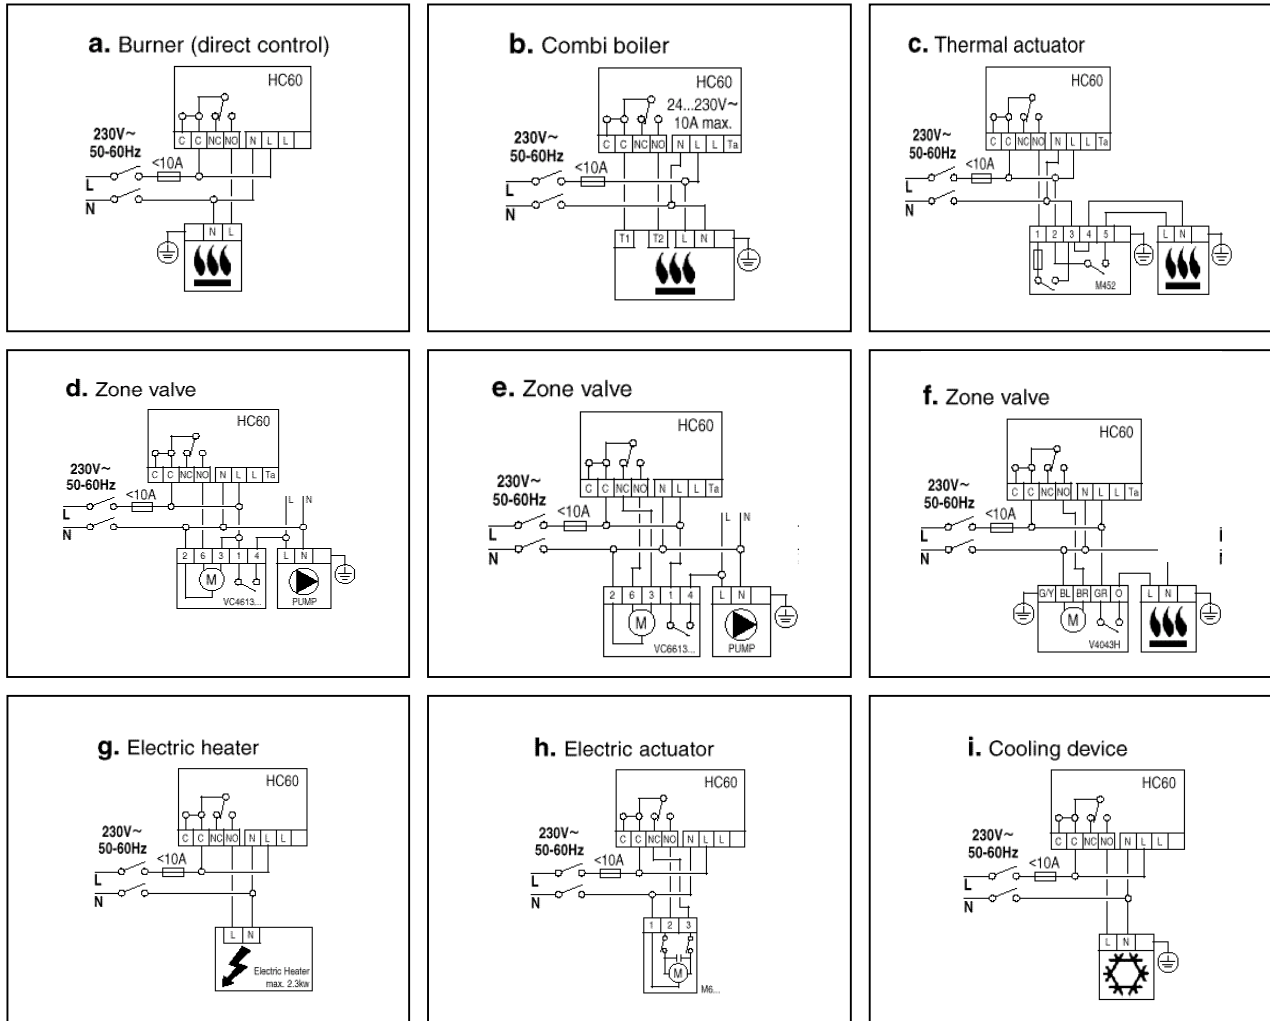 a. Burner (direct control)
HC60
230V~
50-60Hz
<10A
C C NC NO N L L
L
N
N L
b. Combi boiler
HC60
24...230V~
10A max.
230V~
50-60Hz
<10A
C C NC NO N L L Ta
L
N
T1 T2 L N
c. Thermal actuator
HC60
230V~
50-60Hz
<10A
C C NC NO N L L Ta
L
N
1 2 3 4 5
L N
M452
d. Zone valve
HC60
230V~
50-60Hz
<10A
C C NC NO N L L Ta
L N
L
N
2 6 3 1 4
L N
M
VC4613...
PUMP
e. Zone valve
HC60
230V~
50-60Hz
<10A
C C NC NO N L L Ta
L N
L
N
2 6 3 1 4
L N
M
VC6613...
PUMP
f. Zone valve
HC60
230V~
50-60Hz
<10A
C C NC NO N L L Ta
L
N
G/Y BL BR GR O
L N
M
V4043H
g. Electric heater
HC60
230V~
50-60Hz
<10A
C C NC NO N L L
L
N
L N
Electric Heater
max. 2.3kw
h. Electric actuator
HC60
230V~
50-60Hz
<10A
C C NC NO N L L
L
N
1 2 3
M
M6...
i. Cooling device
HC60
230V~
50-60Hz
<10A
C C NC NO N L L
L
N
L N